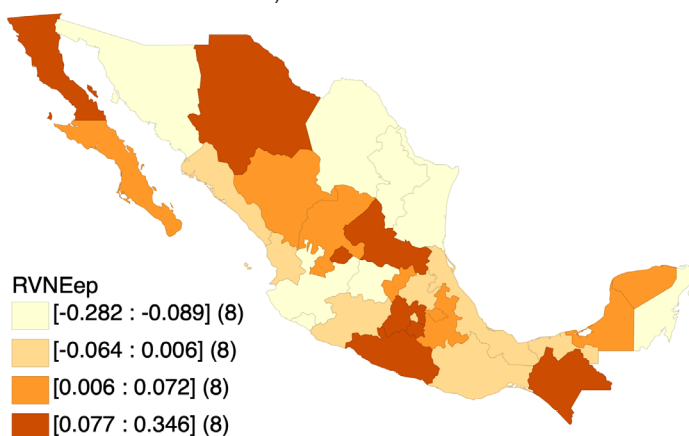 RVNEep
[-0.282 : -0.089] (8)
[-0.064 : 0.006] (8)
[0.006 : 0.072] (8)
[0.077 : 0.346] (8)